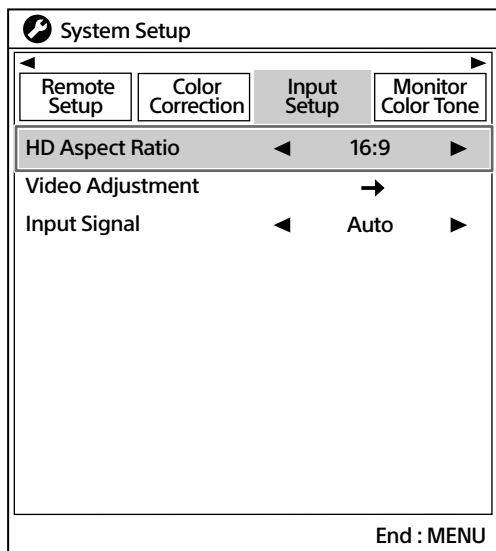 System Setup
Remote Setup
Color Correction
Input Setup
Monitor Color Tone
HD Aspect Ratio 16:9
Video Adjustment
Input Signal Auto
End : MENU